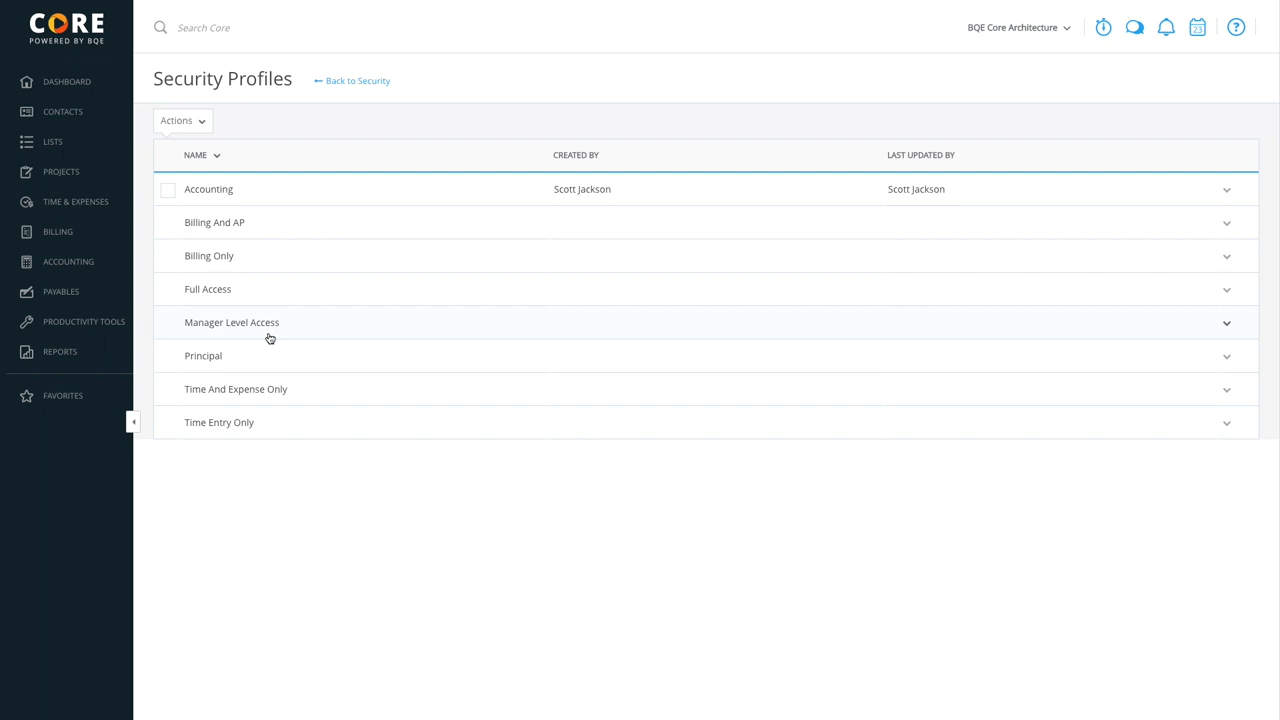 CORE
POWERED BY BQE
Search Core
BQE Core Architecture
23
?
DASHBOARD
CONTACTS
LISTS
PROJECTS
TIME & EXPENSES
BILLING
ACCOUNTING
PAYABLES
PRODUCTIVITY TOOLS
REPORTS
FAVORITES
Security Profiles
← Back to Security
Actions
NAME CREATED BY LAST UPDATED BY
Accounting Scott Jackson Scott Jackson
Billing And AP
Billing Only
Full Access
Manager Level Access
Principal
Time And Expense Only
Time Entry Only